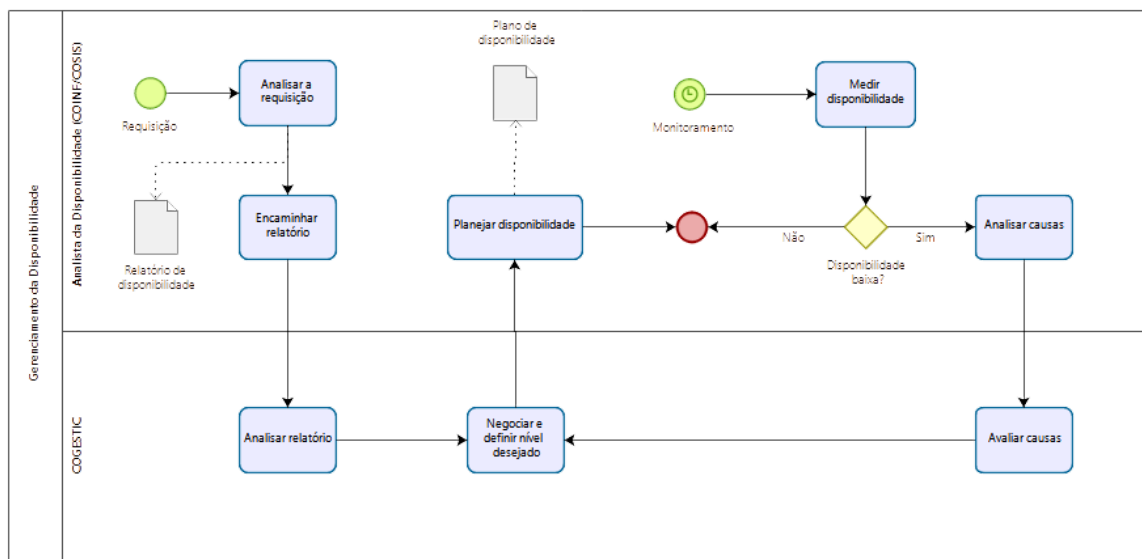 Gerenciamento da Disponibilidade
Analista da Disponibilidade (COINF/COSIS)
Requisição
Analisar a
requisição
Relatório de
disponibilidade
Encaminhar
relatório
Plano de
disponibilidade
Planejar disponibilidade
Monitoramento
Medir
disponibilidade
Não
Sim
Disponibilidade
baixa?
Analisar causas
COGESTIC
Analisar relatório
Negociar e
definir nível
desejado
Avaliar causas